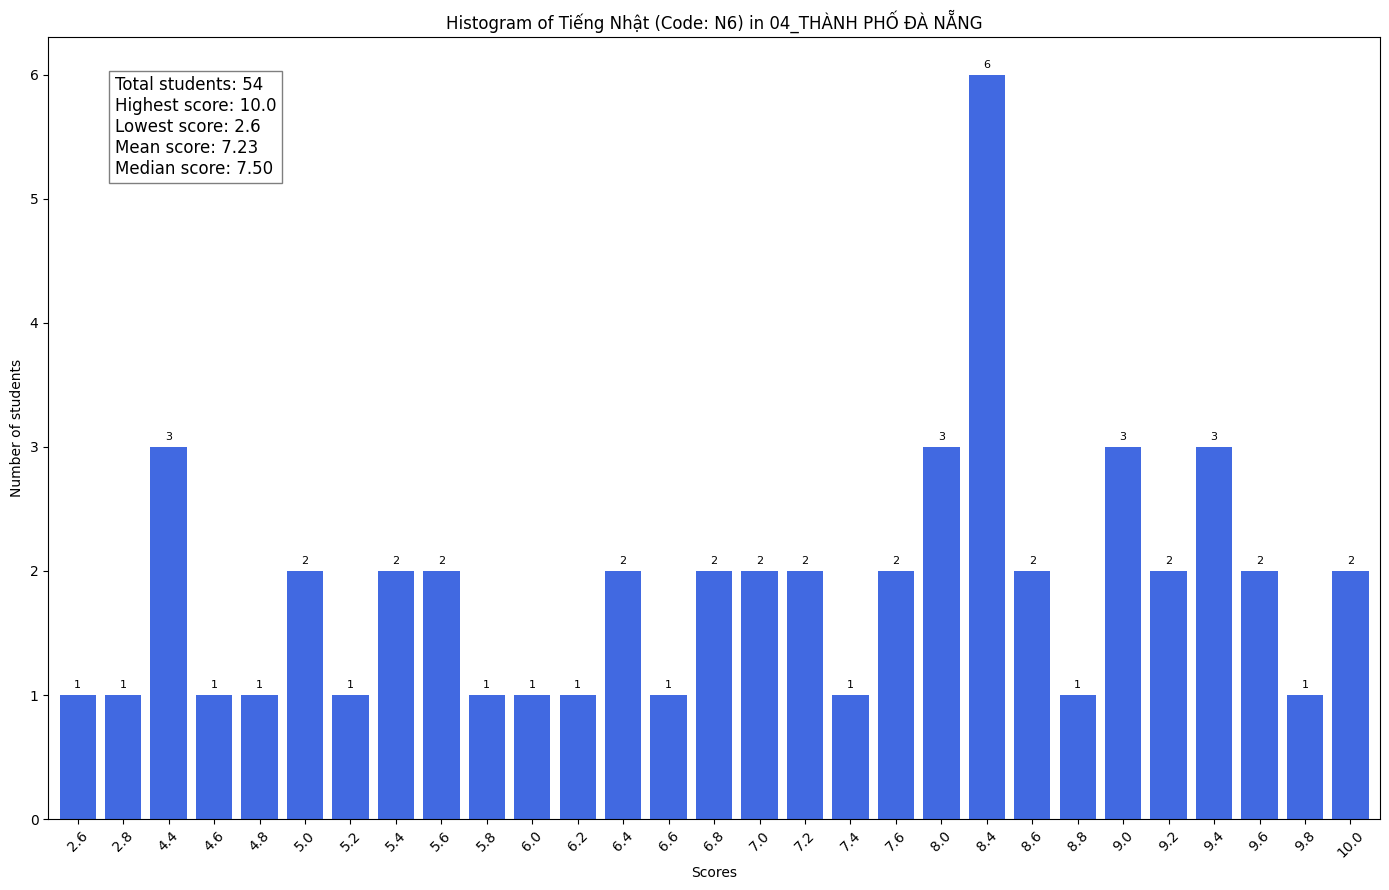 Histogram of Tiếng Nhật (Code: N6) in 04_THÀNH PHỐ ĐÀ NẴNG
Total students: 54
Highest score: 10.0
Lowest score: 2.6
Mean score: 7.23
Median score: 7.50
Number of students
6
5
4
3
2
1
0
1 1 3 1 1 2 1 2 2 1 1 1 2 1 2 2 2 1 2 3 6 2 1 3 2 3 2 1 2
2.6 2.8 4.4 4.6 4.8 5.0 5.2 5.4 5.6 5.8 6.0 6.2 6.4 6.6 6.8 7.0 7.2 7.4 7.6 8.0 8.4 8.6 8.8 9.0 9.2 9.4 9.6 9.8 10.0
Scores